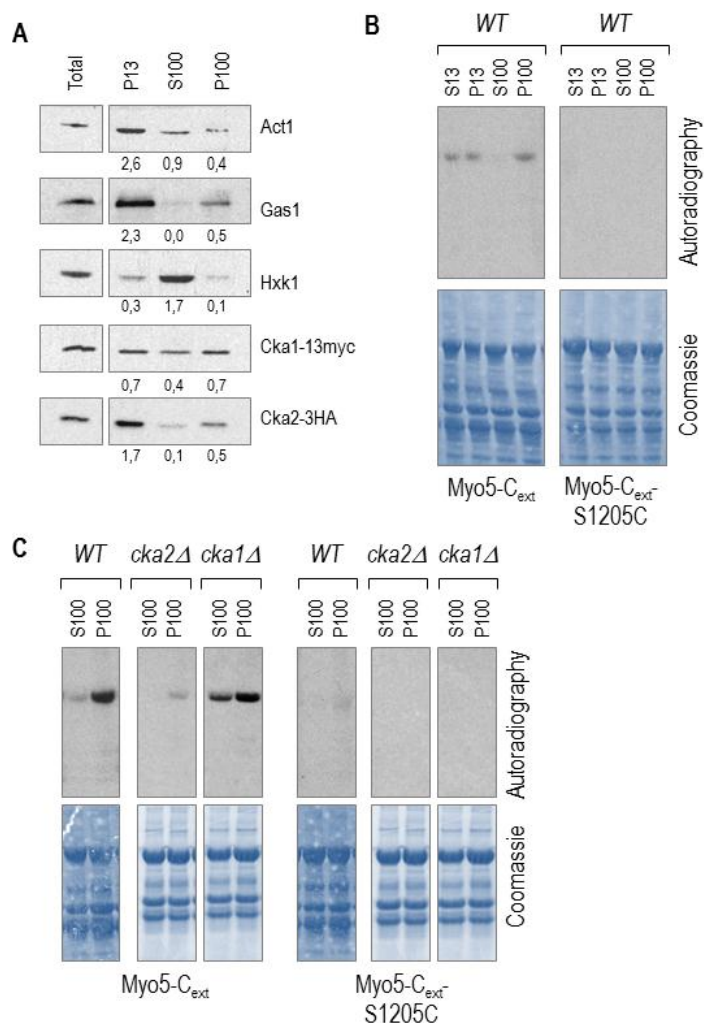 A
Total P13 S100 P100
Act1
2,6 0,9 0,4
Gas1
2,3 0,0 0,5
Hxk1
0,3 1,7 0,1
Cka1-13myc
0,7 0,4 0,7
Cka2-3HA
1,7 0,1 0,5
B
WT WT
S13 P13 S100 P100 S13 P13 S100 P100
Autoradiography
Coomassie
Myo5-Cext Myo5-Cext-
S1205C
C
WT cka2Δ cka1Δ WT cka2Δ cka1Δ
S100 P100 S100 P100 S100 P100 S100 P100 S100 P100 S100 P100
Autoradiography
Coomassie
Myo5-Cext Myo5-Cext-
S1205C